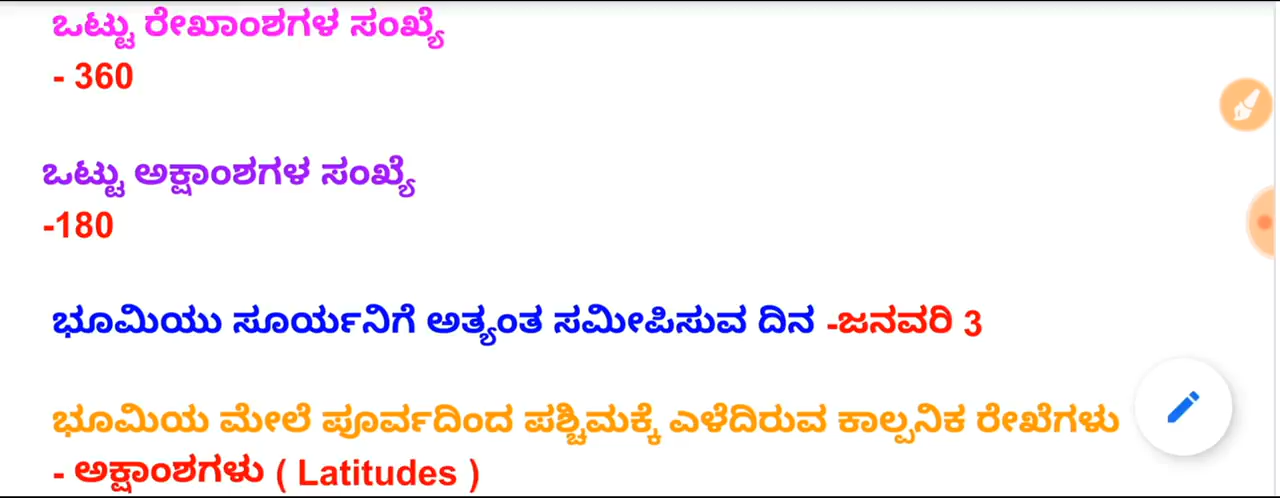 ಒಟ್ಟು ರೇಖಾಂಶಗಳ ಸಂಖ್ಯೆ
- 360
ಒಟ್ಟು ಅಕ್ಷಾಂಶಗಳ ಸಂಖ್ಯೆ
-180
ಭೂಮಿಯು ಸೂರ್ಯನಿಗೆ ಅತ್ಯಂತ ಸಮೀಪಿಸುವ ದಿನ -ಜನವರಿ 3
ಭೂಮಿಯ ಮೇಲೆ ಪೂರ್ವದಿಂದ ಪಶ್ಚಿಮಕ್ಕೆ ಎಳೆದಿರುವ ಕಾಲ್ಪನಿಕ ರೇಖೆಗಳು
- ಅಕ್ಷಾಂಶಗಳು ( Latitudes )